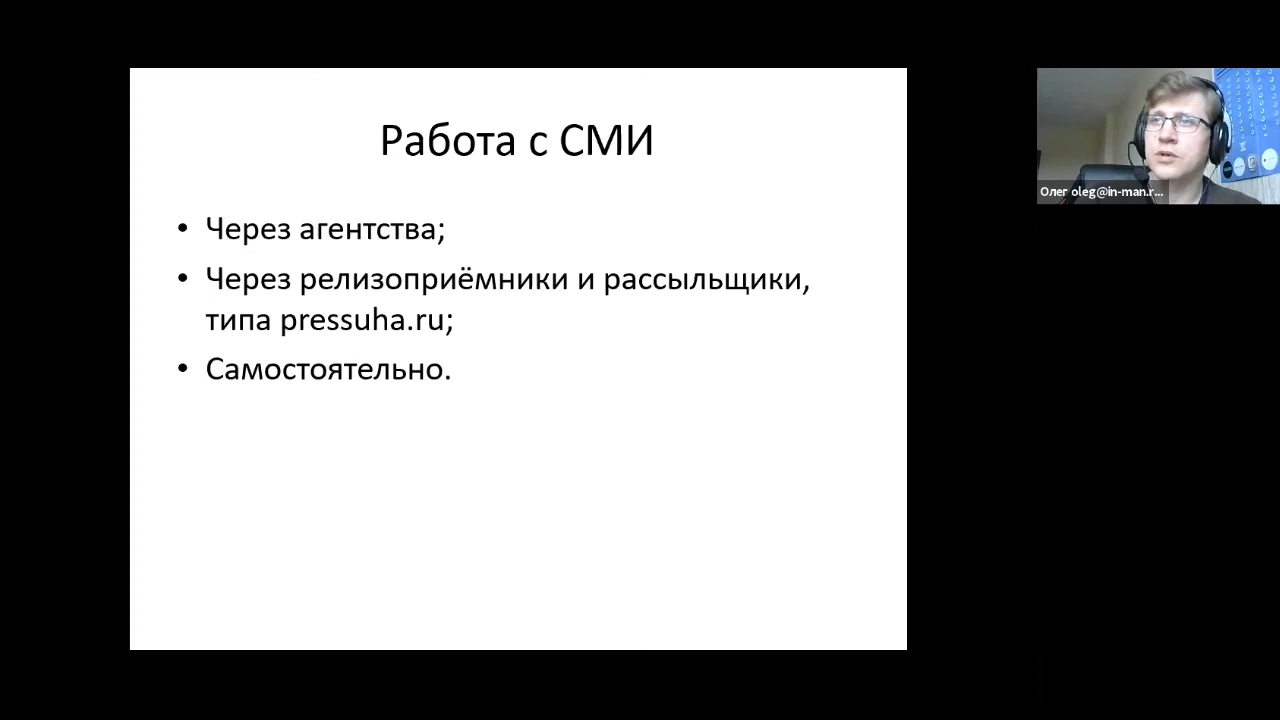 Работа с СМИ
• Через агентства;
• Через релизоприёмники и рассыльщики,
типа pressuha.ru;
• Самостоятельно.
Олег oleg@in-man.r...